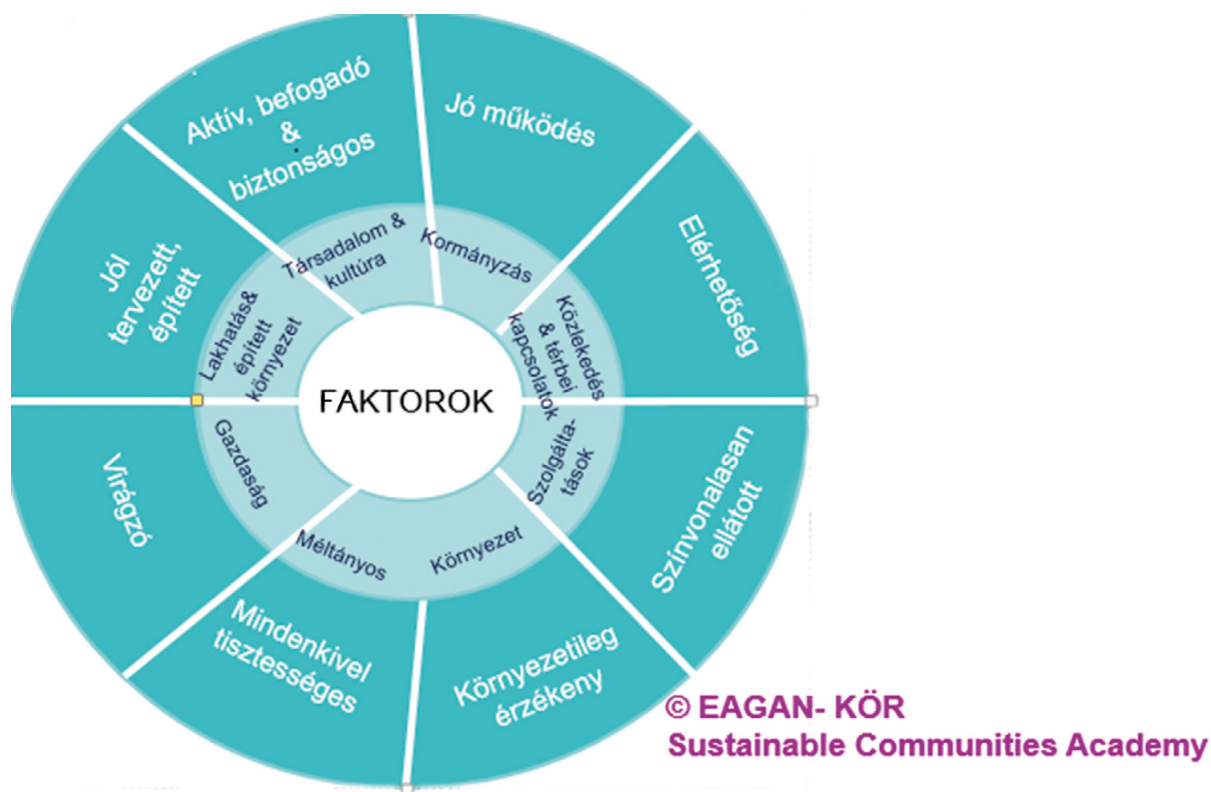 Aktív, befogadó
&
biztonságos
Jó működés
Elérhetőség
Színvonalasan
ellátott
Környezetileg
érzékeny
Mindenkivel
tisztességes
Virágzó
Jól
tervezett,
épített
Társadalom &
kultúra
Kormányzás
Közlekedés
& térbei
kapcsolatok
Szolgálta-
tások
Környezet
Méltányos
Gazdaság
Lakhatás&
épített
környezet
FAKTOROK
© EAGAN- KÖR
Sustainable Communities Academy